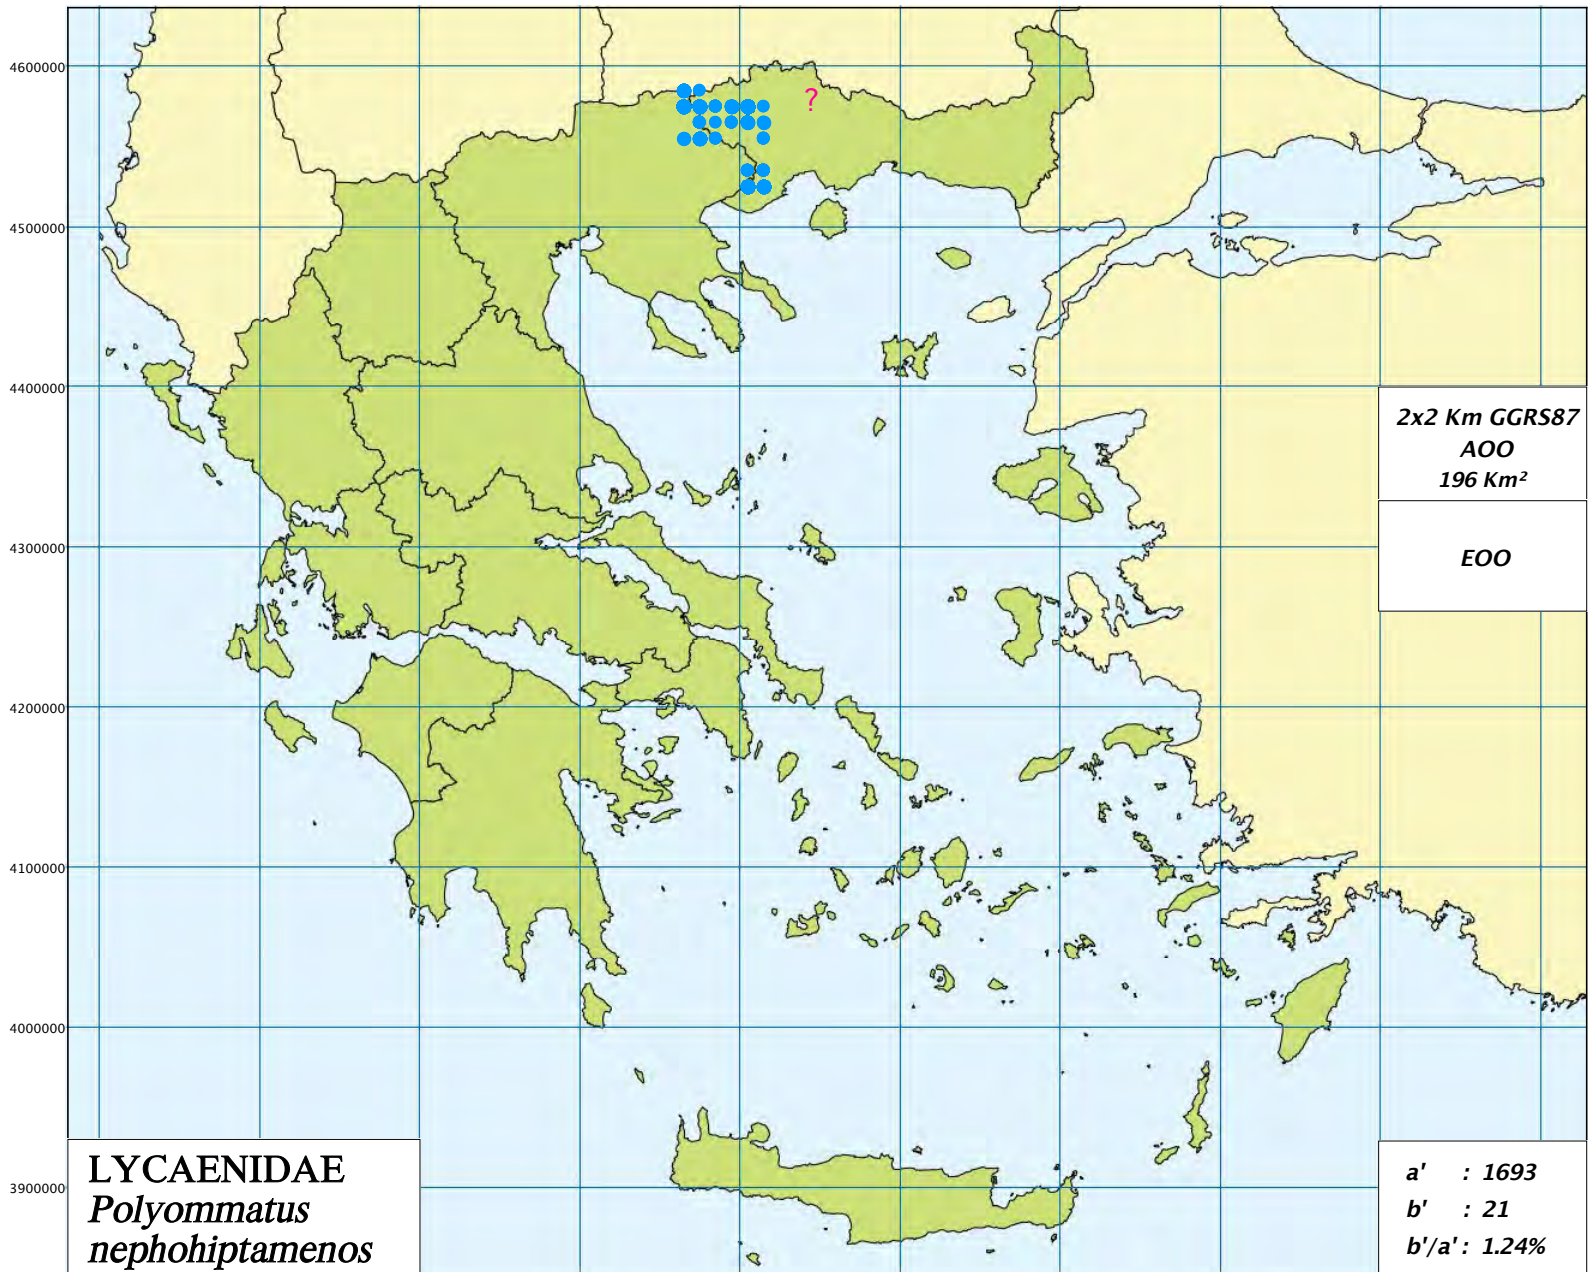 4600000
?
4500000
4400000
2x2 Km GGRS87
AOO
196 Km²
4300000
EOO
4200000
4100000
4000000
3900000
LYCAENIDAE
Polyommatus
nephohiptamenos
a' : 1693
b' : 21
b'/a' : 1.24%